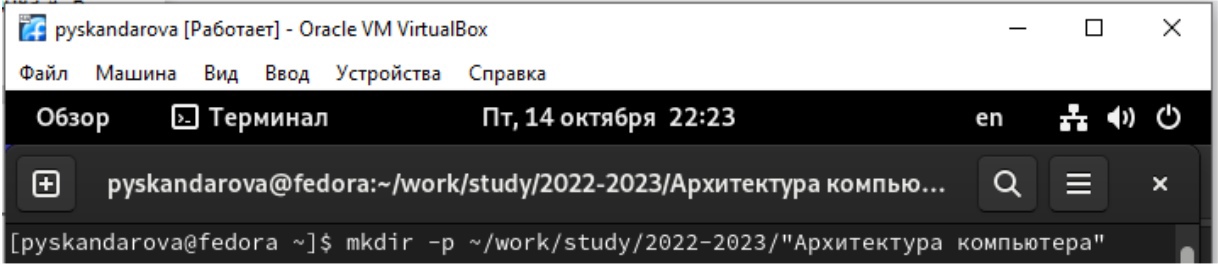 pyskandarova [Работает] - Oracle VM VirtualBox
Файл Машина Вид Ввод Устройства Справка
Обзор Терминал Пт, 14 октября 22:23 en
pyskandarova@fedora:~/work/study/2022-2023/Архитектура компью...
[pyskandarova@fedora ~]$ mkdir -p ~/work/study/2022-2023/"Архитектура компьютера"